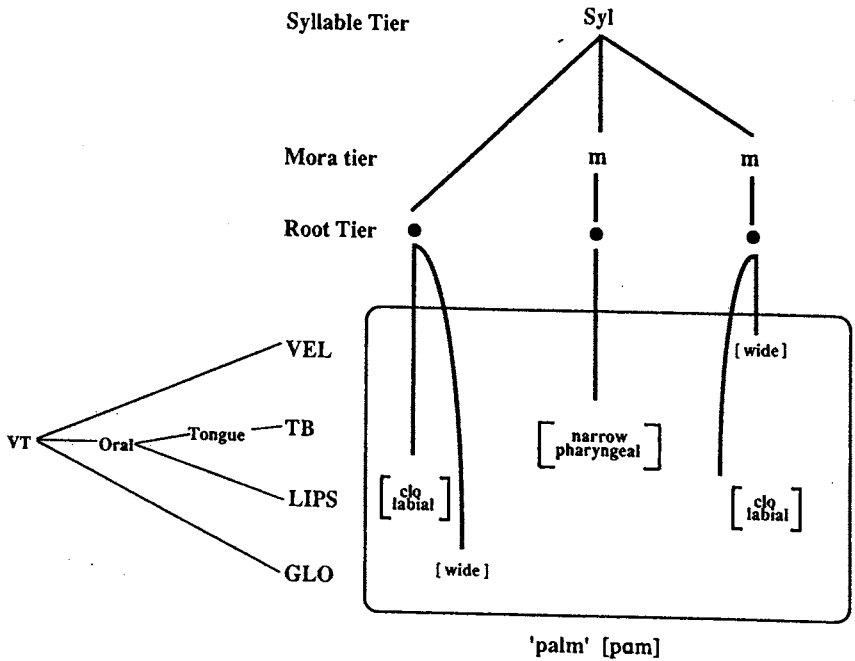 Syllable Tier
Syl
Mora tier
m
m
Root Tier
VEL
[ wide ]
VT
Oral
Tongue
TB
narrow
pharyngeal
LIPS
clo
labial
clo
labial
GLO
[ wide ]
'palm' [pɑm]